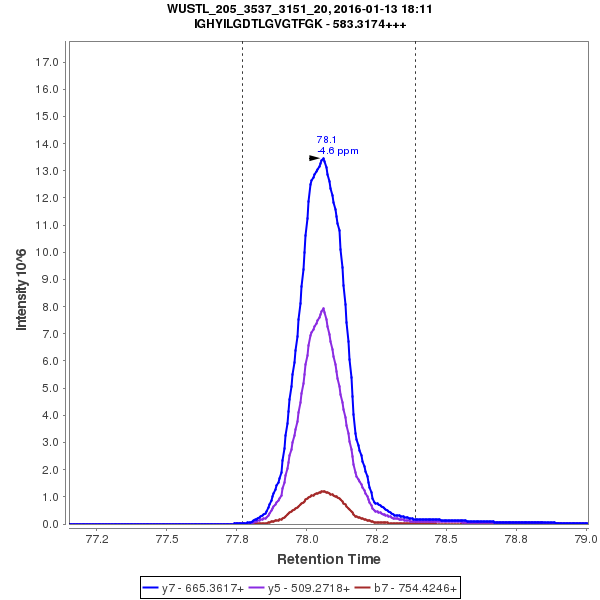 WUSTL_205_3537_3151_20, 2016-01-13 18:11
IGHYILGDTLGVGTFGK - 583.3174+++
17.0
16.0
15.0
14.0
13.0
12.0
11.0
10.0
9.0
8.0
7.0
6.0
5.0
4.0
3.0
2.0
1.0
0.0
Intensity 10^6
78.1
-4.6 ppm
77.2 77.5 77.8 78.0 78.2 78.5 78.8 79.0
Retention Time
y7 - 665.3617+ y5 - 509.2718+ b7 - 754.4246+